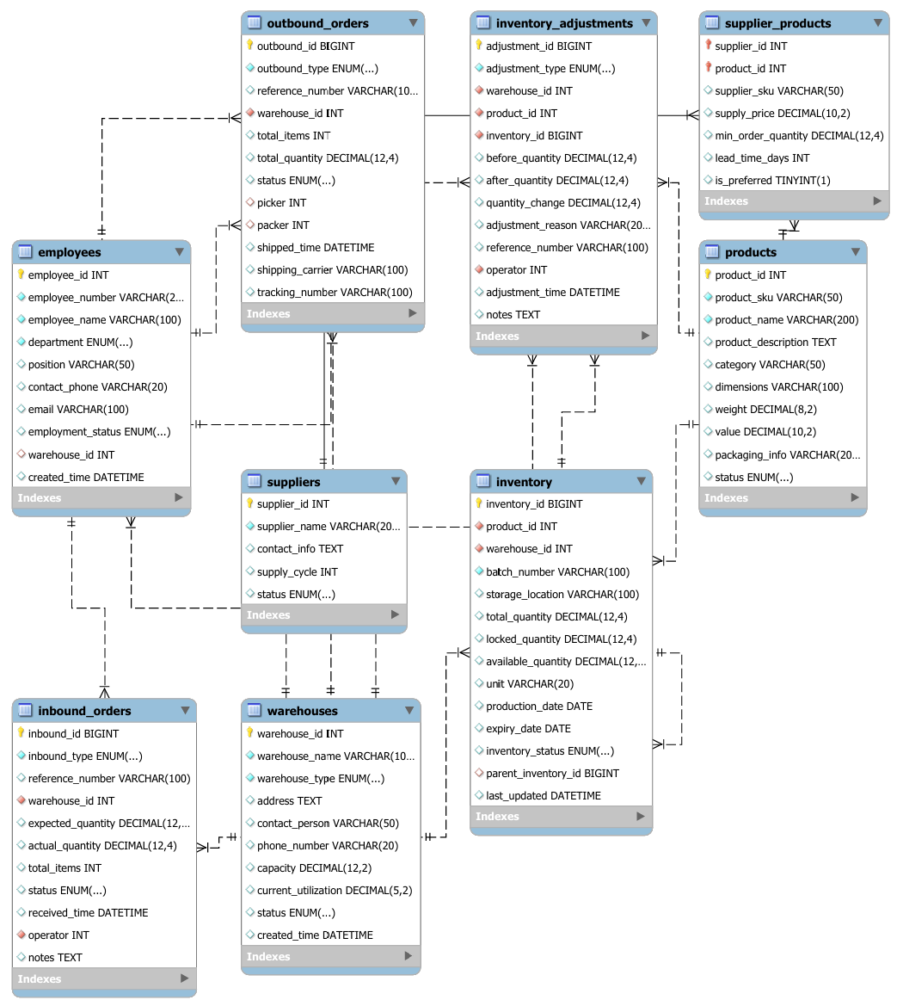 outbound_orders
outbound_id BIGINT
outbound_type ENUM(...)
reference_number VARCHAR(10...
warehouse_id INT
total_items INT
total_quantity DECIMAL(12,4)
status ENUM(...)
picker INT
packer INT
shipped_time DATETIME
shipping_carrier VARCHAR(100)
tracking_number VARCHAR(100)
Indexes
inventory_adjustments
adjustment_id BIGINT
adjustment_type ENUM(...)
warehouse_id INT
product_id INT
inventory_id BIGINT
before_quantity DECIMAL(12,4)
after_quantity DECIMAL(12,4)
quantity_change DECIMAL(12,4)
adjustment_reason VARCHAR(20...
reference_number VARCHAR(100)
operator INT
adjustment_time DATETIME
notes TEXT
Indexes
supplier_products
supplier_id INT
product_id INT
supplier_sku VARCHAR(50)
supply_price DECIMAL(10,2)
min_order_quantity DECIMAL(12,4)
lead_time_days INT
is_preferred TINYINT(1)
Indexes
employees
employee_id INT
employee_number VARCHAR(2...
employee_name VARCHAR(100)
department ENUM(...)
position VARCHAR(50)
contact_phone VARCHAR(20)
email VARCHAR(100)
employment_status ENUM(...)
warehouse_id INT
created_time DATETIME
Indexes
products
product_id INT
product_sku VARCHAR(50)
product_name VARCHAR(200)
product_description TEXT
category VARCHAR(50)
dimensions VARCHAR(100)
weight DECIMAL(8,2)
value DECIMAL(10,2)
packaging_info VARCHAR(20...
status ENUM(...)
Indexes
suppliers
supplier_id INT
supplier_name VARCHAR(20...
contact_info TEXT
supply_cycle INT
status ENUM(...)
Indexes
inventory
inventory_id BIGINT
product_id INT
warehouse_id INT
batch_number VARCHAR(100)
storage_location VARCHAR(100)
total_quantity DECIMAL(12,4)
locked_quantity DECIMAL(12,4)
available_quantity DECIMAL(12,...
unit VARCHAR(20)
production_date DATE
expiry_date DATE
inventory_status ENUM(...)
parent_inventory_id BIGINT
last_updated DATETIME
Indexes
inbound_orders
inbound_id BIGINT
inbound_type ENUM(...)
reference_number VARCHAR(100)
warehouse_id INT
expected_quantity DECIMAL(12,...
actual_quantity DECIMAL(12,4)
total_items INT
status ENUM(...)
received_time DATETIME
operator INT
notes TEXT
Indexes
warehouses
warehouse_id INT
warehouse_name VARCHAR(10...
warehouse_type ENUM(...)
address TEXT
contact_person VARCHAR(50)
phone_number VARCHAR(20)
capacity DECIMAL(12,2)
current_utilization DECIMAL(5,2)
status ENUM(...)
created_time DATETIME
Indexes